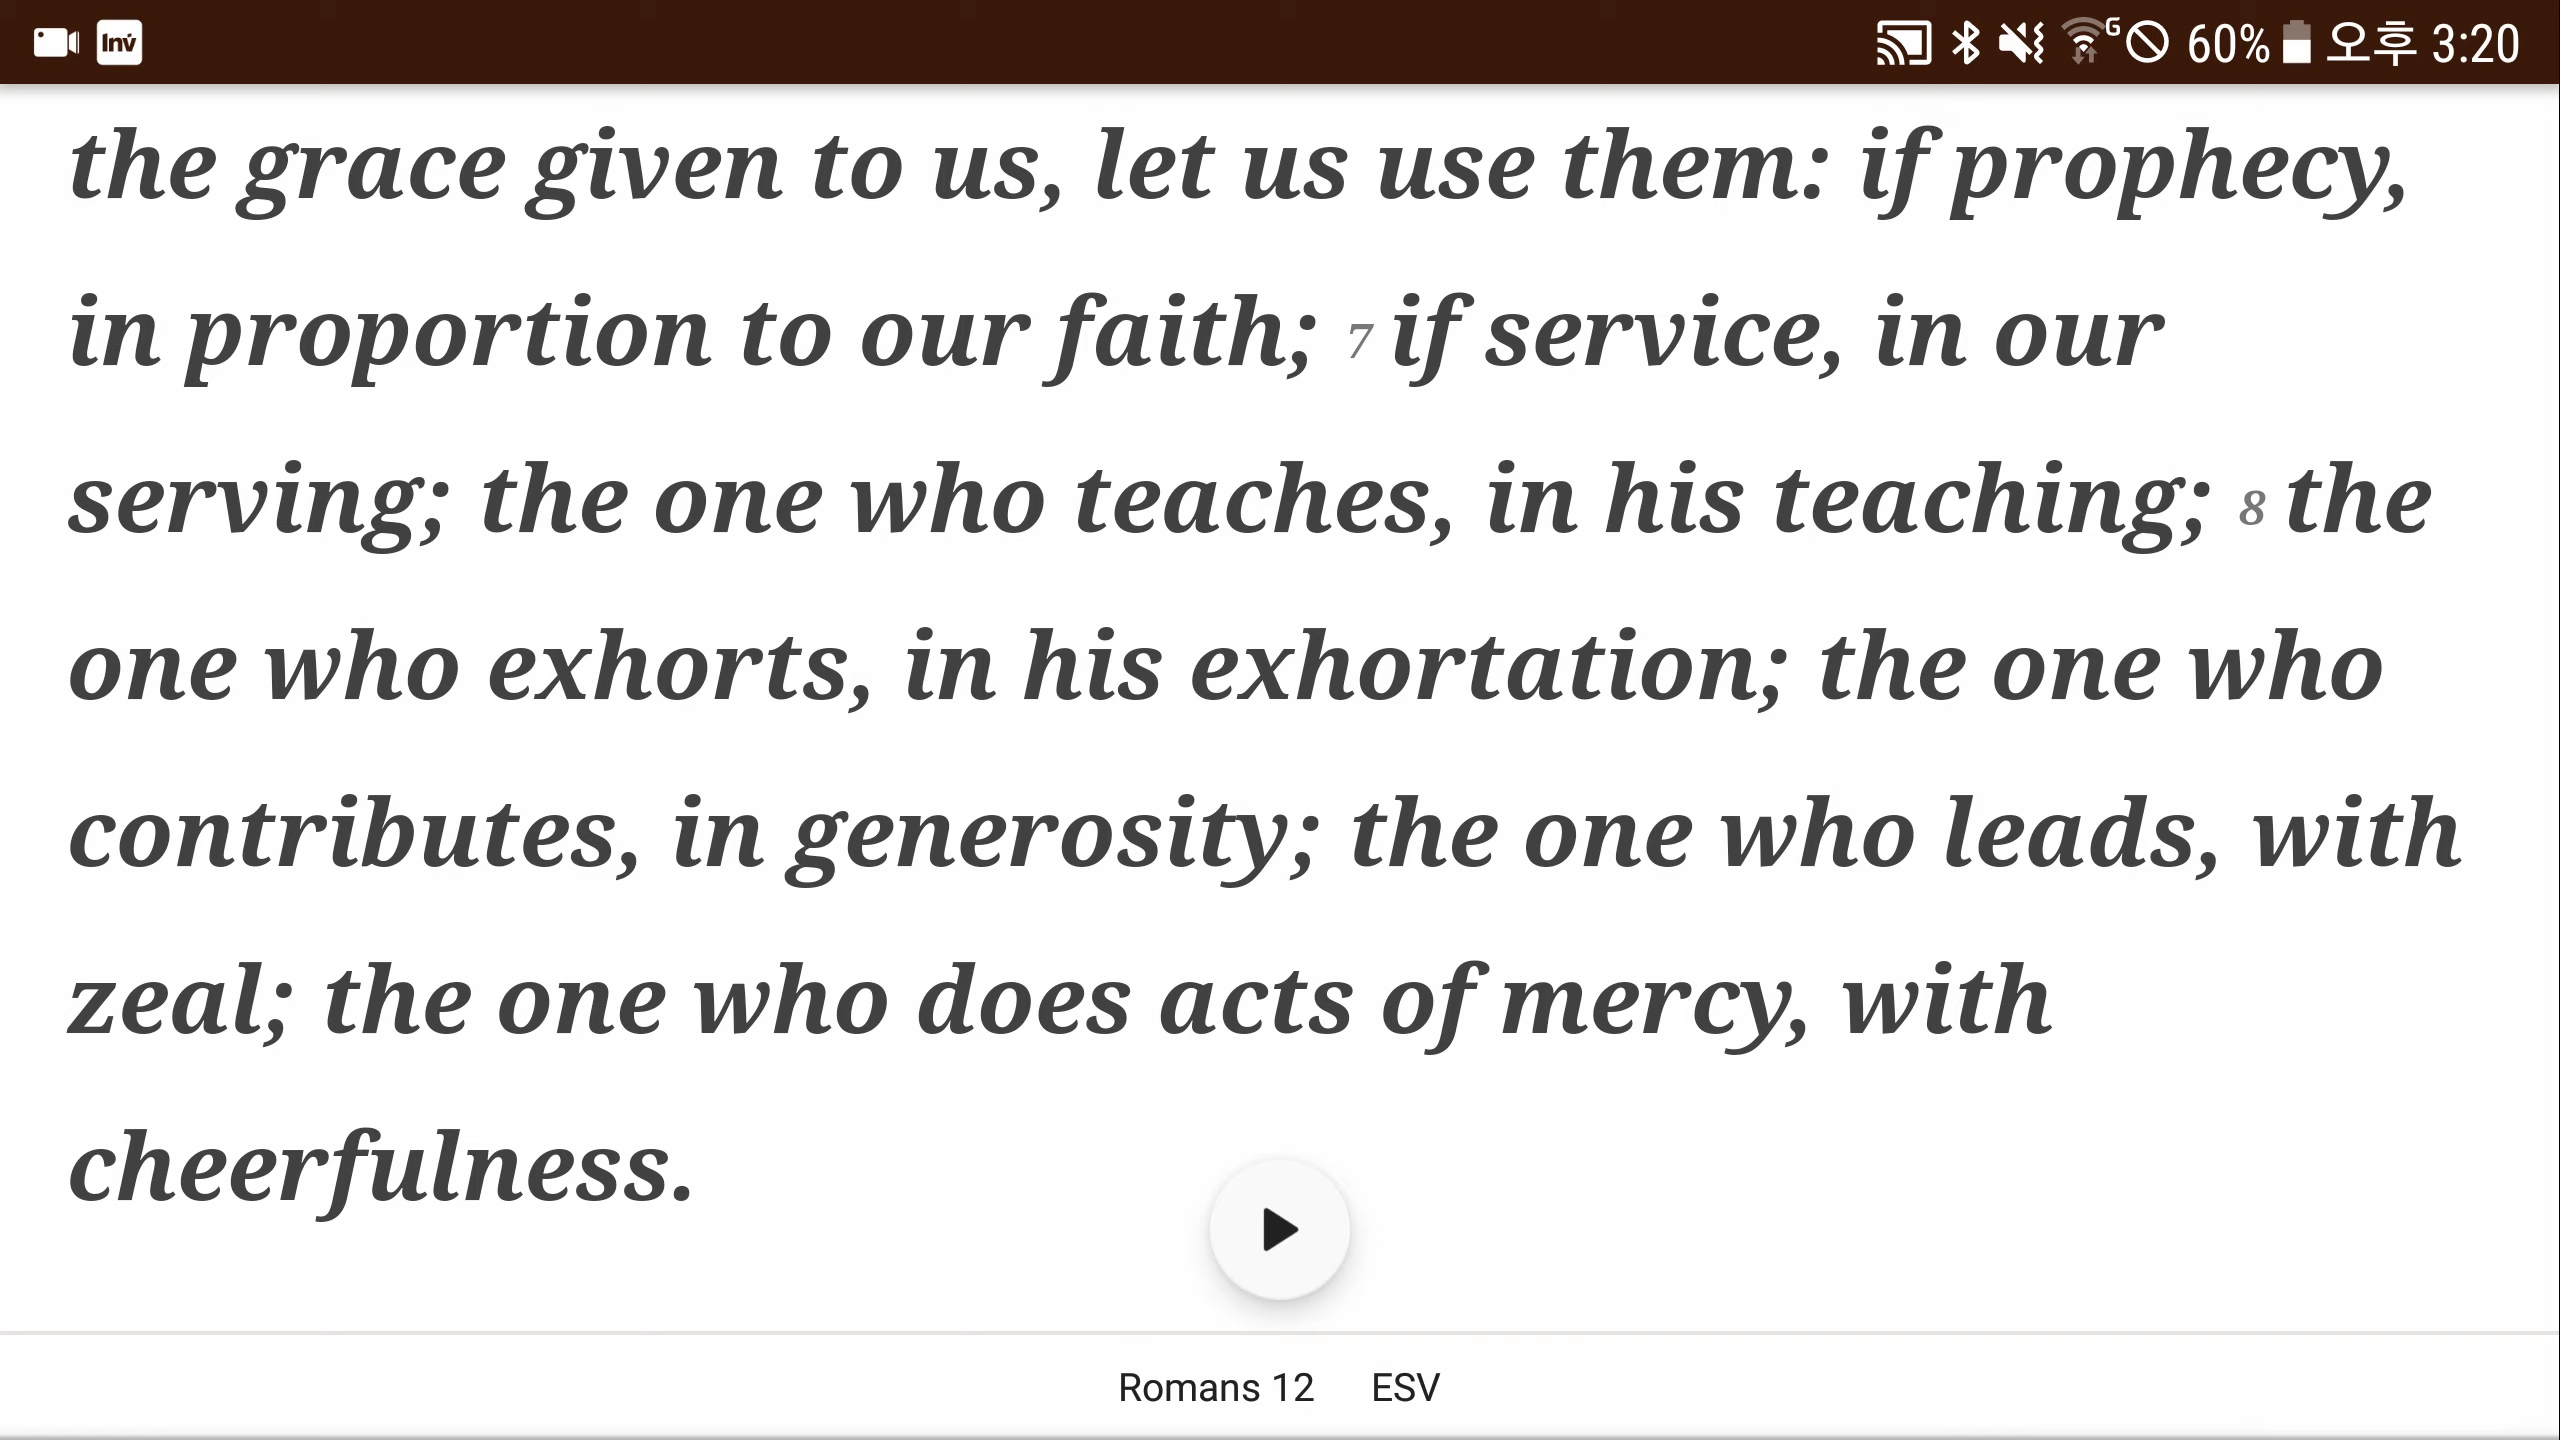 Inv G 60% 오후 3:20
the grace given to us, let us use them: if prophecy,
in proportion to our faith; 7 if service, in our
serving; the one who teaches, in his teaching; 8 the
one who exhorts, in his exhortation; the one who
contributes, in generosity; the one who leads, with
zeal; the one who does acts of mercy, with
cheerfulness.
Romans 12 ESV